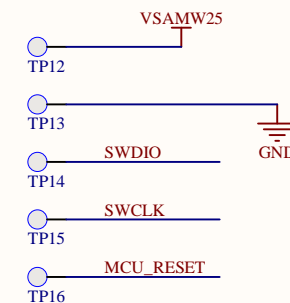 VSAMW25
TP12
TP13
GND
SWDIO
TP14
SWCLK
TP15
MCU_RESET
TP16